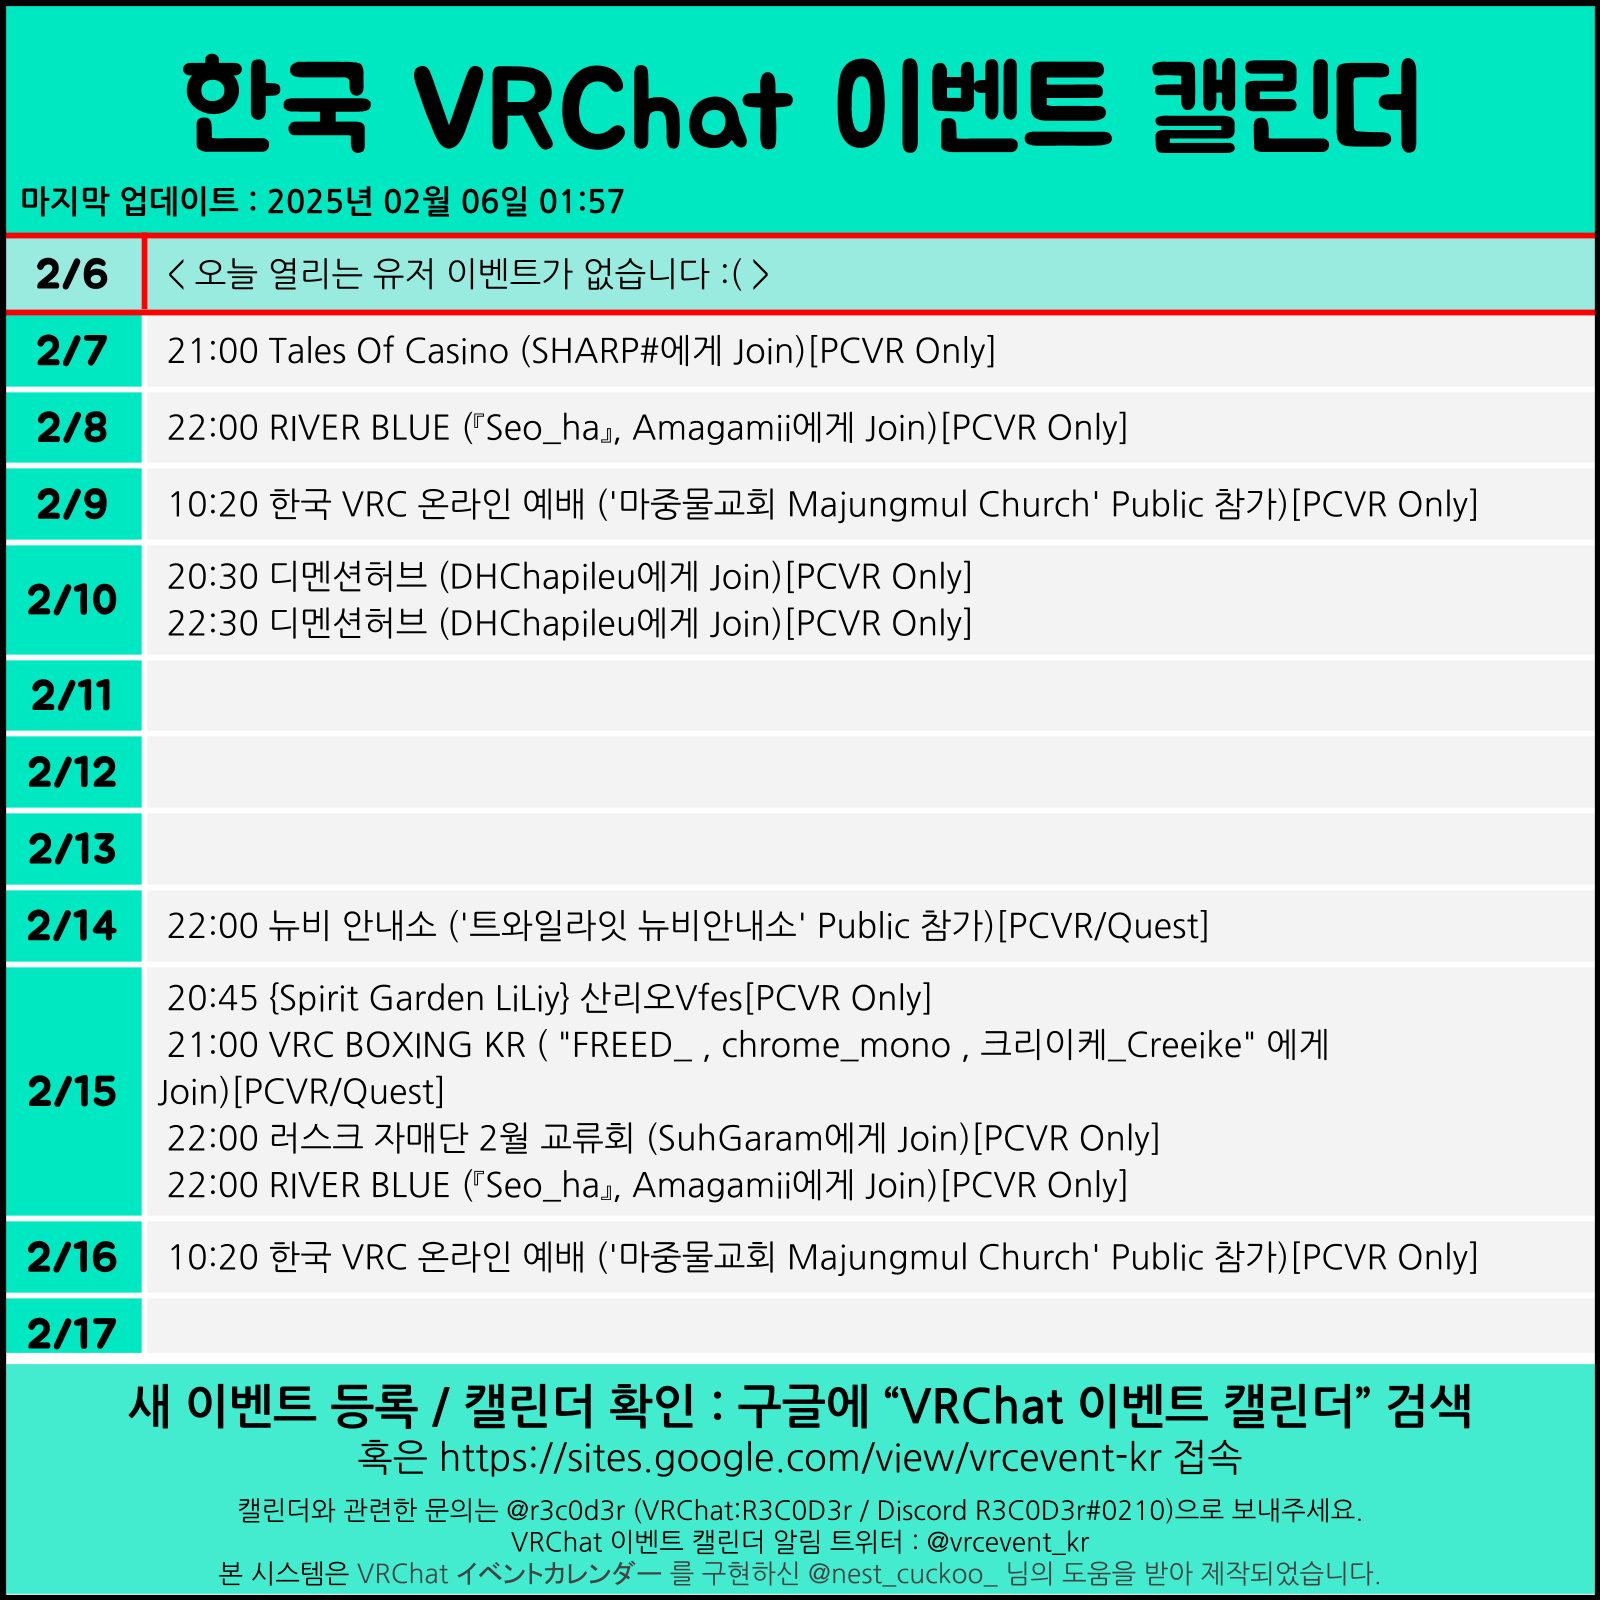 한국 VRChat 이벤트 캘린더
마지막 업데이트 : 2025년 02월 06일 01:57
2/6 < 오늘 열리는 유저 이벤트가 없습니다 :( >
2/7 21:00 Tales Of Casino (SHARP#에게 Join)[PCVR Only]
2/8 22:00 RIVER BLUE (『Seo_ha』, Amagamii에게 Join)[PCVR Only]
2/9 10:20 한국 VRC 온라인 예배 ('마중물교회 Majungmul Church' Public 참가)[PCVR Only]
2/10 20:30 디멘션허브 (DHChapileu에게 Join)[PCVR Only]
22:30 디멘션허브 (DHChapileu에게 Join)[PCVR Only]
2/11
2/12
2/13
2/14 22:00 뉴비 안내소 ('트와일라잇 뉴비안내소' Public 참가)[PCVR/Quest]
2/15 20:45 {Spirit Garden LiLiy} 산리오Vfes[PCVR Only]
21:00 VRC BOXING KR ( "FREED_ , chrome_mono , 크리이케_Creeike" 에게
Join)[PCVR/Quest]
22:00 러스크 자매단 2월 교류회 (SuhGaram에게 Join)[PCVR Only]
22:00 RIVER BLUE (『Seo_ha』, Amagamii에게 Join)[PCVR Only]
2/16 10:20 한국 VRC 온라인 예배 ('마중물교회 Majungmul Church' Public 참가)[PCVR Only]
2/17
새 이벤트 등록 / 캘린더 확인 : 구글에 “VRChat 이벤트 캘린더” 검색
혹은 https://sites.google.com/view/vrcevent-kr 접속
캘린더와 관련한 문의는 @r3c0d3r (VRChat:R3C0D3r / Discord R3C0D3r#0210)으로 보내주세요.
VRChat 이벤트 캘린더 알림 트위터 : @vrcevent_kr
본 시스템은 VRChat イベントカレンダー 를 구현하신 @nest_cuckoo_ 님의 도움을 받아 제작되었습니다.